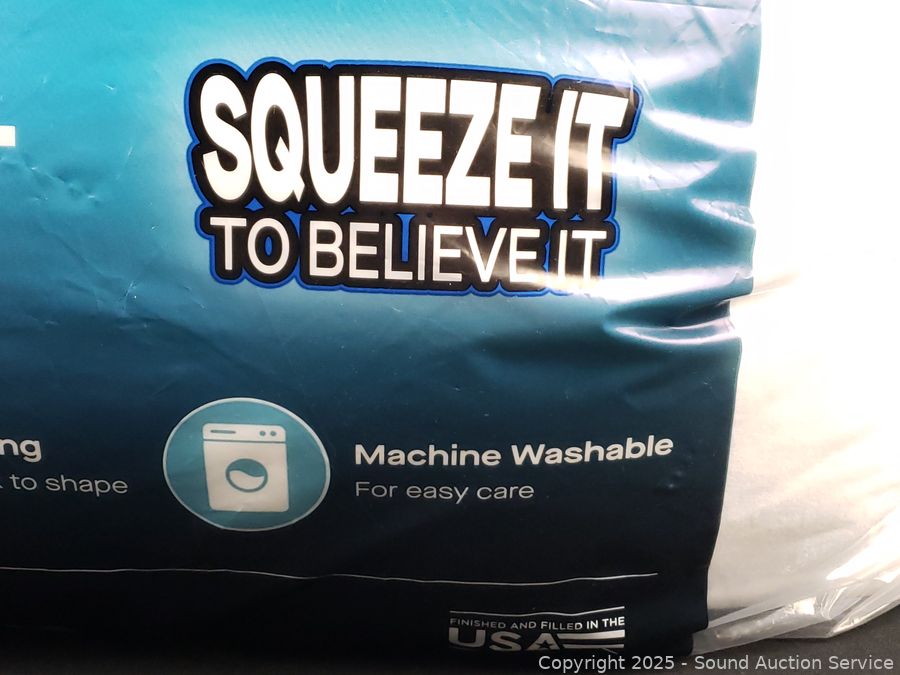 SQUEEZE IT
TO BELIEVE IT
Machine Washable
For easy care
to shape
FINISHED AND FILLED IN THE
USA
Copyright 2025 - Sound Auction Service